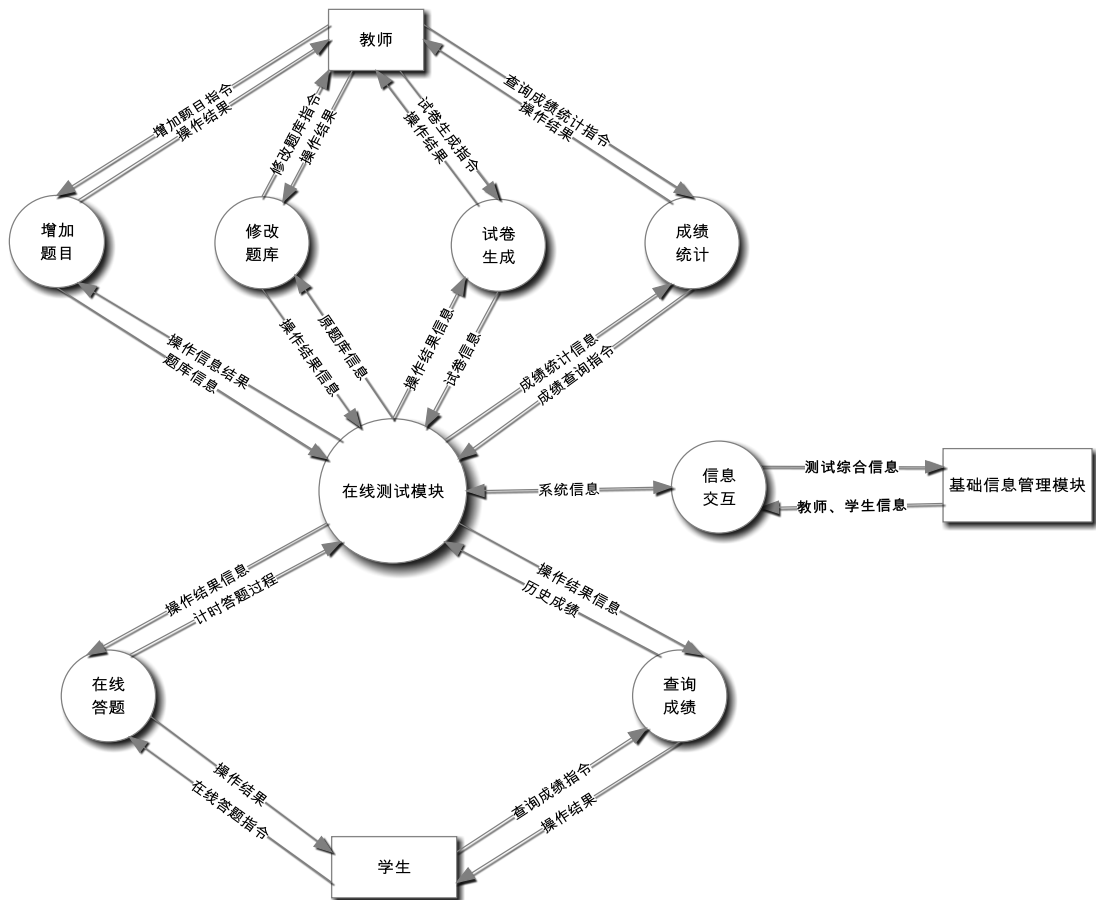 教师
增加题目指令
操作结果
修改题库指令
操作结果
试卷生成指令
操作结果
查询成绩统计指令
操作结果
增加
题目
修改
题库
试卷
生成
成绩
统计
操作信息结果
题库信息
操作结果信息
原题库信息
操作结果信息
试卷信息
成绩统计信息
成绩查询指令
在线测试模块
系统信息
信息
交互
测试综合信息
教师、学生信息
基础信息管理模块
操作结果信息
计时答题过程
操作结果信息
历史成绩
在线
答题
查询
成绩
操作结果
在线答题指令
查询成绩指令
操作结果
学生